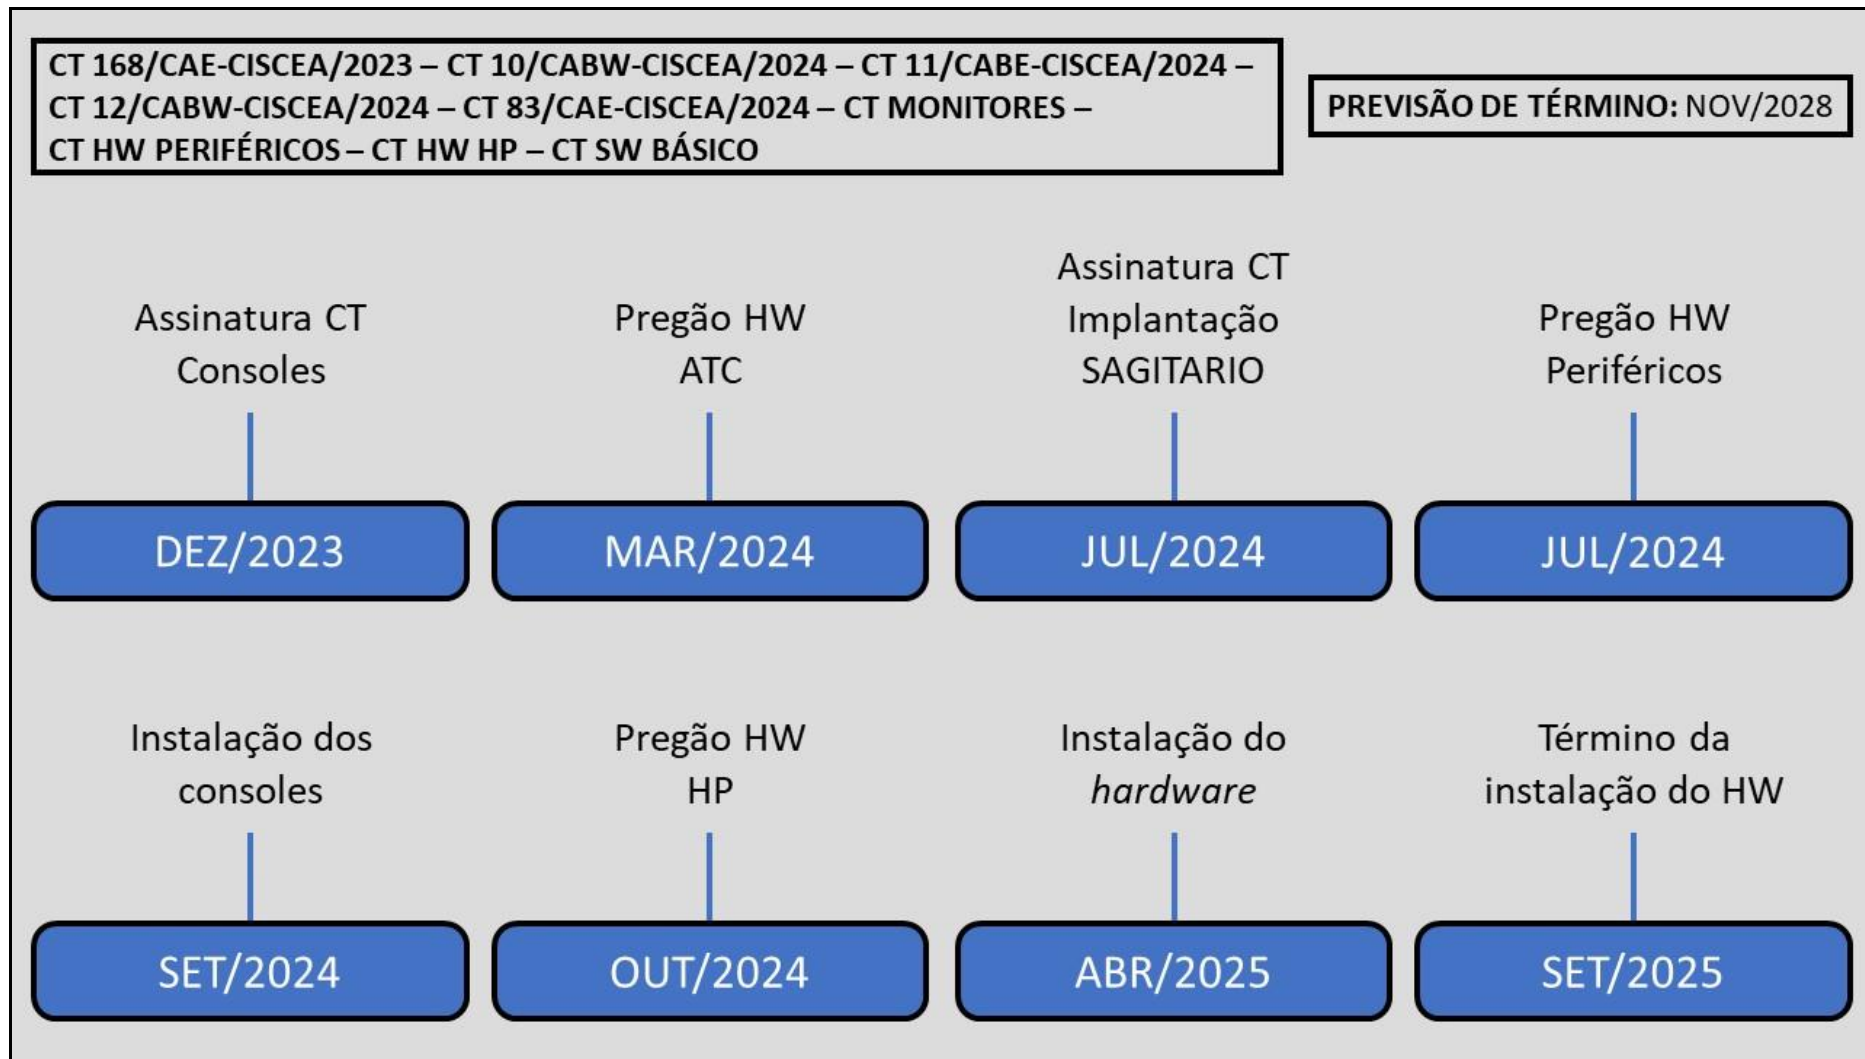 CT 168/CAE-CISCEA/2023 – CT 10/CABW-CISCEA/2024 – CT 11/CABE-CISCEA/2024 –
CT 12/CABW-CISCEA/2024 – CT 83/CAE-CISCEA/2024 – CT MONITORES –
CT HW PERIFÉRICOS – CT HW HP – CT SW BÁSICO
PREVISÃO DE TÉRMINO: NOV/2028
Assinatura CT
Consoles
DEZ/2023
Pregão HW
ATC
MAR/2024
Assinatura CT
Implantação
SAGITARIO
JUL/2024
Pregão HW
Periféricos
JUL/2024
Instalação dos
consoles
SET/2024
Pregão HW
HP
OUT/2024
Instalação do
hardware
ABR/2025
Término da
instalação do HW
SET/2025